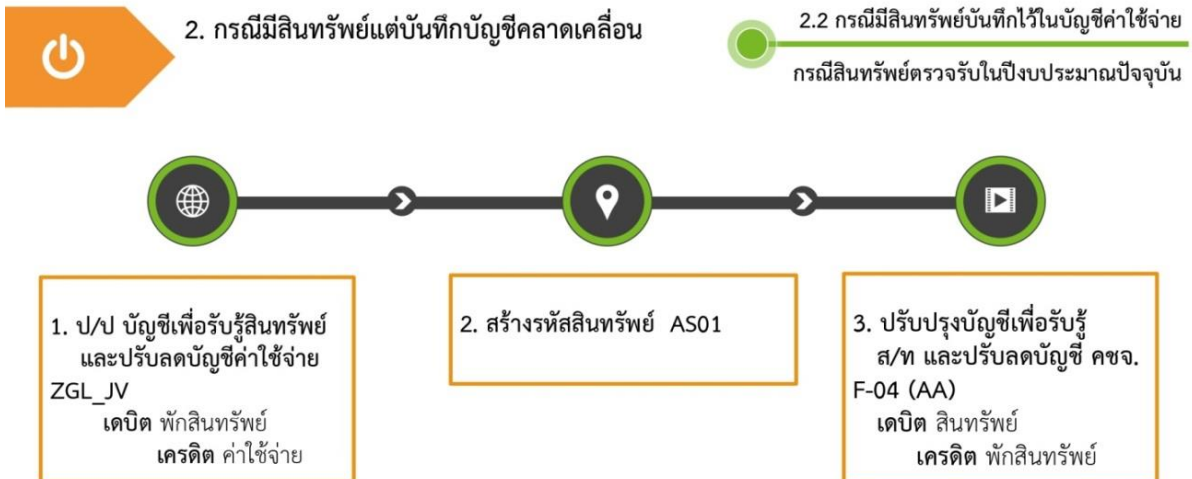 2. กรณีมีสินทรัพย์แต่บันทึกบัญชีคลาดเคลื่อน
2.2 กรณีมีสินทรัพย์บันทึกไว้ในบัญชีค่าใช้จ่าย
กรณีสินทรัพย์ตรวจรับในปีงบประมาณปัจจุบัน
1. ป/ป บัญชีเพื่อรับรู้สินทรัพย์
และปรับลดบัญชีค่าใช้จ่าย
ZGL_JV
เดบิต พักสินทรัพย์
เครดิต ค่าใช้จ่าย
2. สร้างรหัสสินทรัพย์ AS01
3. ปรับปรุงบัญชีเพื่อรับรู้
ส/ท และปรับลดบัญชี คชจ.
F-04 (AA)
เดบิต สินทรัพย์
เครดิต พักสินทรัพย์